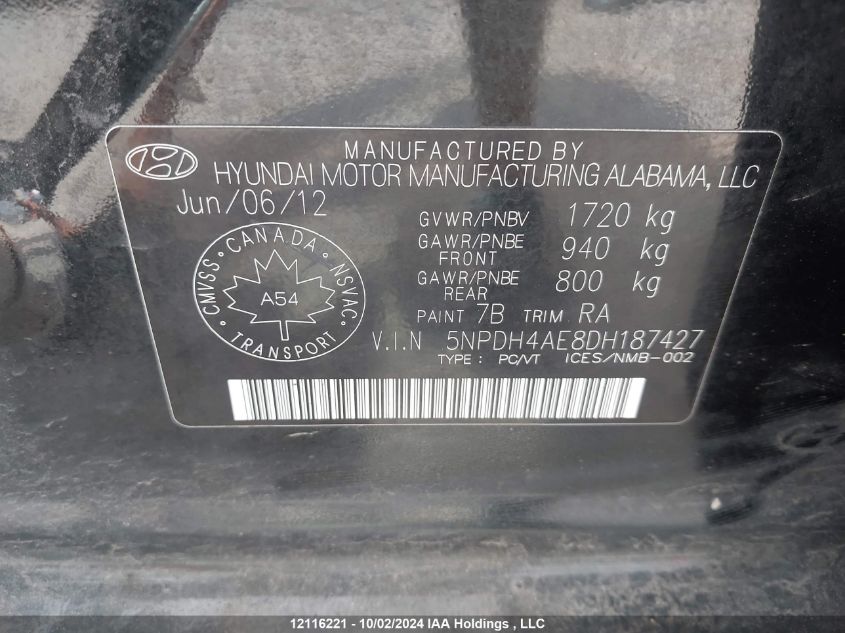 MANUFACTURED BY
HYUNDAI MOTOR MANUFACTURING ALABAMA, LLC
Jun/06/12
GVWR/PNBV 1720 kg
GAWR/PNBE FRONT 940 kg
GAWR/PNBE REAR 800 kg
PAINT 7B TRIM RA
V.I.N 5NPDH4AE8DH187427
TYPE: PC/VT ICES/NMB-002
CMVSS • CANADA • NSVAC
A54
TRANSPORT
12116221 - 10/02/2024 IAA Holdings , LLC